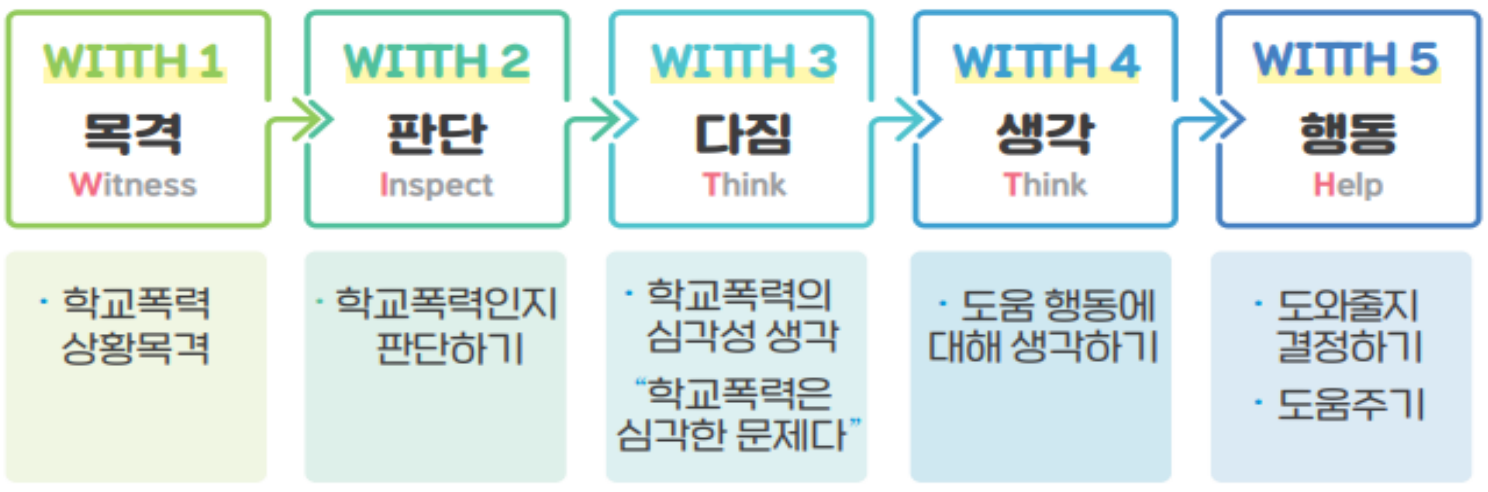 WITTH 1
목격
Witness
· 학교폭력
상황목격
WITTH 2
판단
Inspect
· 학교폭력인지
판단하기
WITTH 3
다짐
Think
· 학교폭력의
심각성 생각
“학교폭력은
심각한 문제다”
WITTH 4
생각
Think
· 도움 행동에
대해 생각하기
WITTH 5
행동
Help
· 도와줄지
결정하기
· 도움주기